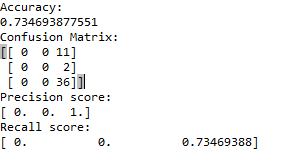 Accuracy:
0.734693877551
Confusion Matrix:
[[ 0  0 11]
 [ 0  0  2]
 [ 0  0 36]]
Precision score:
[ 0.  0.  1.]
Recall score:
[ 0.          0.          0.73469388]